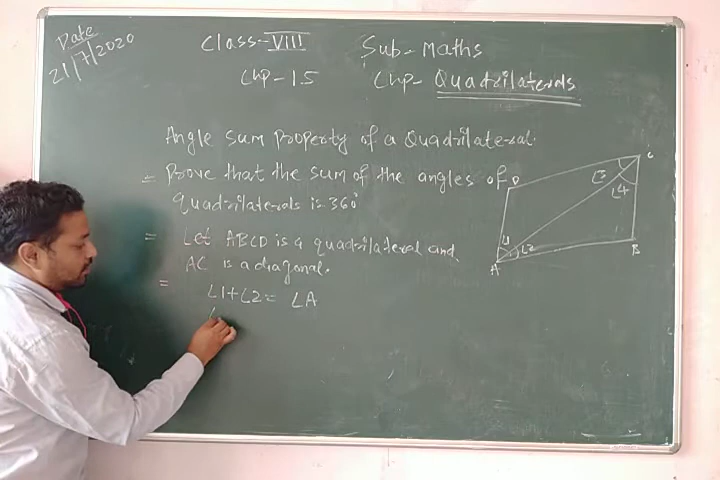 Date
21/7/2020
Class-VIII
Sub- Maths
Chp-15
Chp- Quadrilaterals
Angle sum property of a Quadrilateral.
= Prove that the sum of the angles of
quadrilaterals is 360°
= Let ABCD is a quadrilateral and
AC is a diagonal.
= ∠1+∠2= ∠A
∠
D
C
∠3
∠4
∠1
∠2
A
B